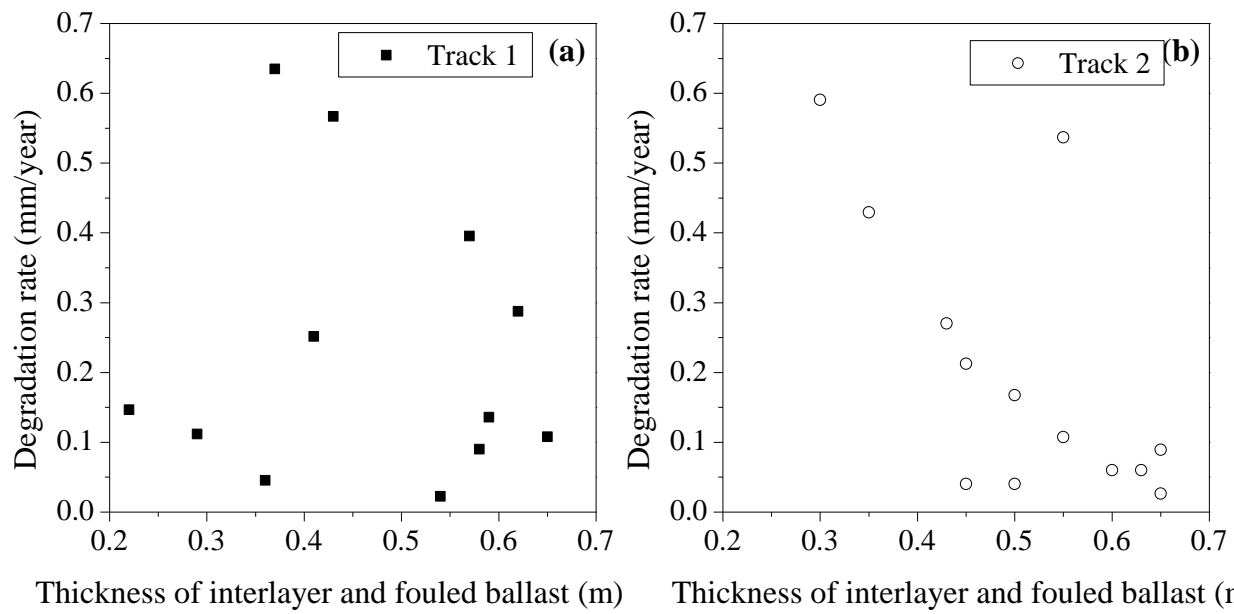 0.7
0.6
0.5
0.4
0.3
0.2
0.1
0.0
Degradation rate (mm/year)
Track 1
(a)
0.2 0.3 0.4 0.5 0.6 0.7
Thickness of interlayer and fouled ballast (m)
0.7
0.6
0.5
0.4
0.3
0.2
0.1
0.0
Degradation rate (mm/year)
Track 2
(b)
0.2 0.3 0.4 0.5 0.6 0.7
Thickness of interlayer and fouled ballast (